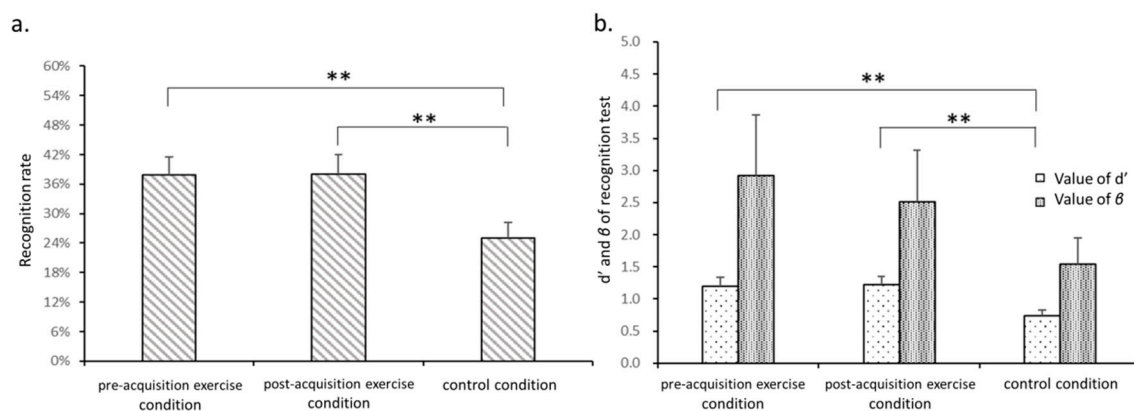 a.
Recognition rate
60%
54%
48%
42%
36%
30%
24%
18%
12%
6%
0%
**
**
pre-acquisition exercise
condition
post-acquisition exercise
condition
control condition
b.
d’ and β of recognition test
5.0
4.5
4.0
3.5
3.0
2.5
2.0
1.5
1.0
0.5
0.0
**
**
Value of d’
Value of β
pre-acquisition exercise
condition
post-acquisition exercise
condition
control condition